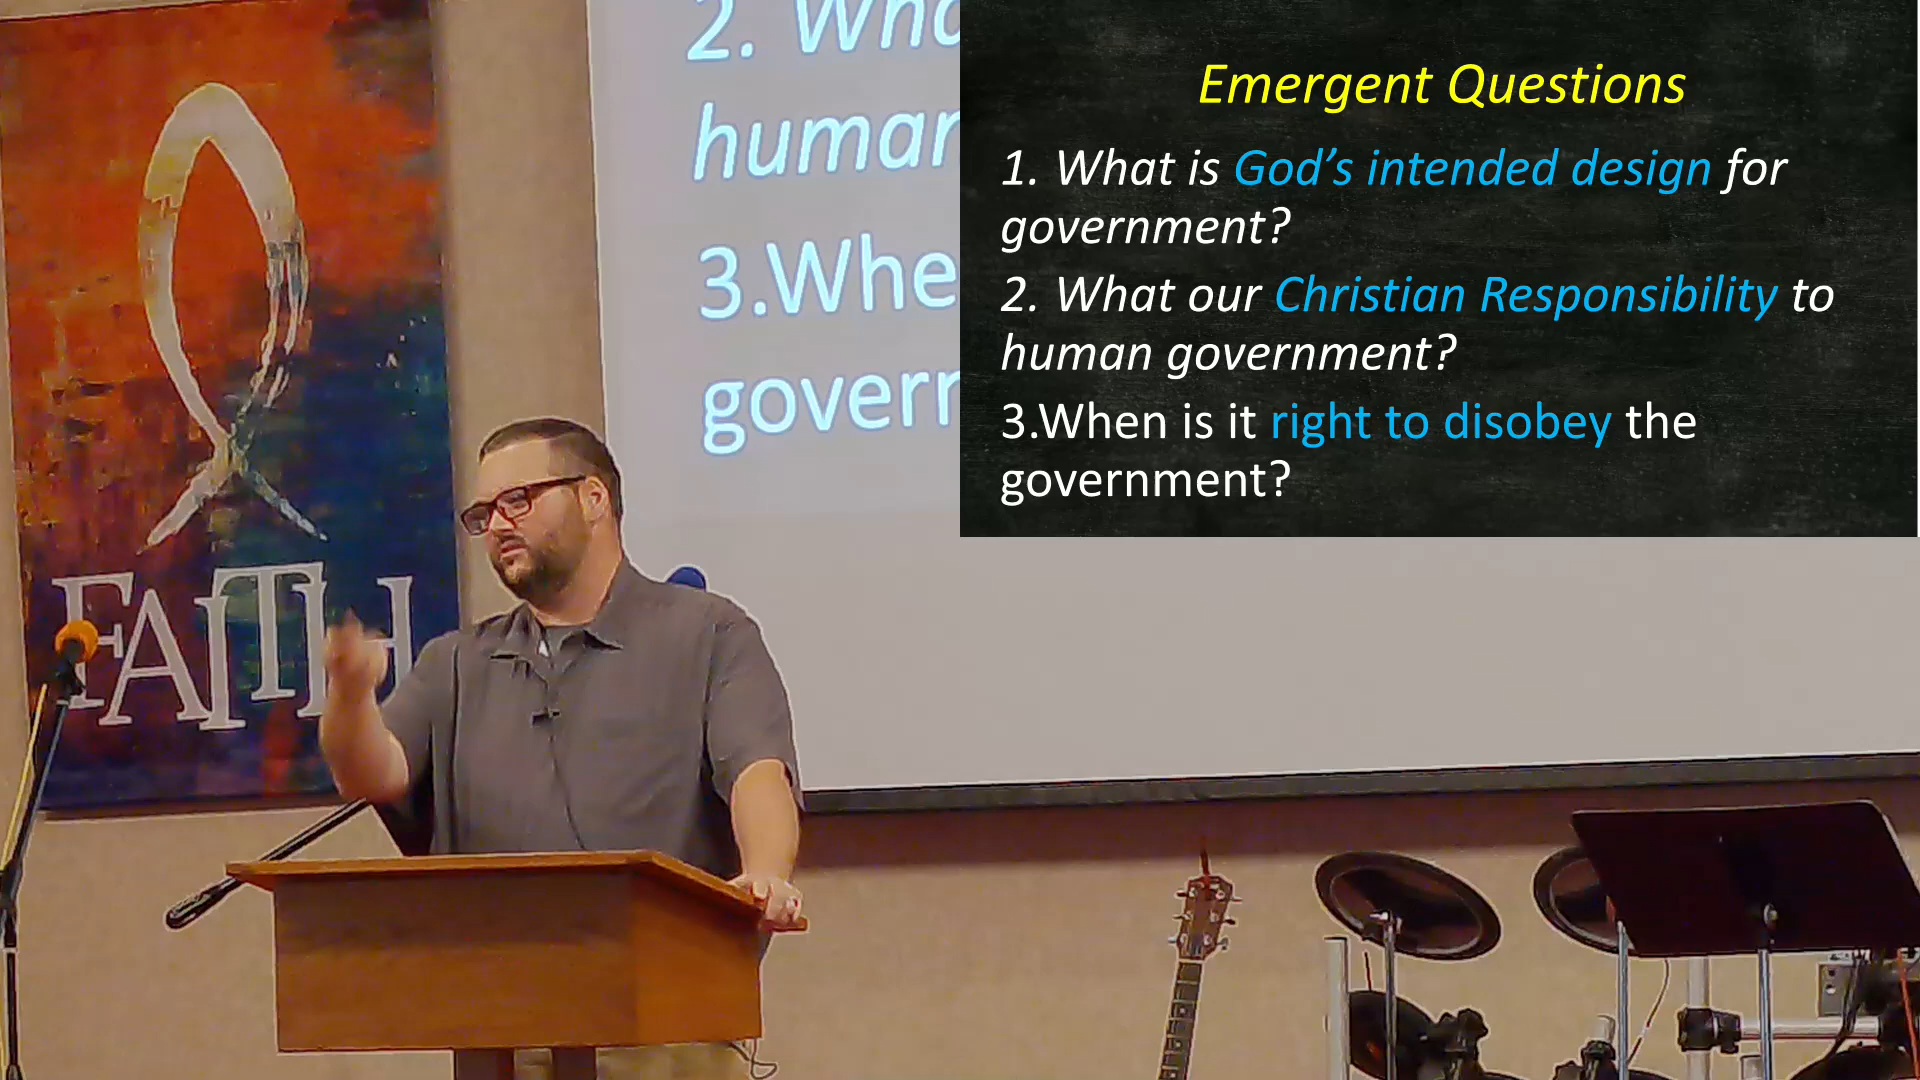 FAITH
2. Wha
human
3.Whe
govern
Emergent Questions
1. What is God's intended design for
government?
2. What our Christian Responsibility to
human government?
3.When is it right to disobey the
government?